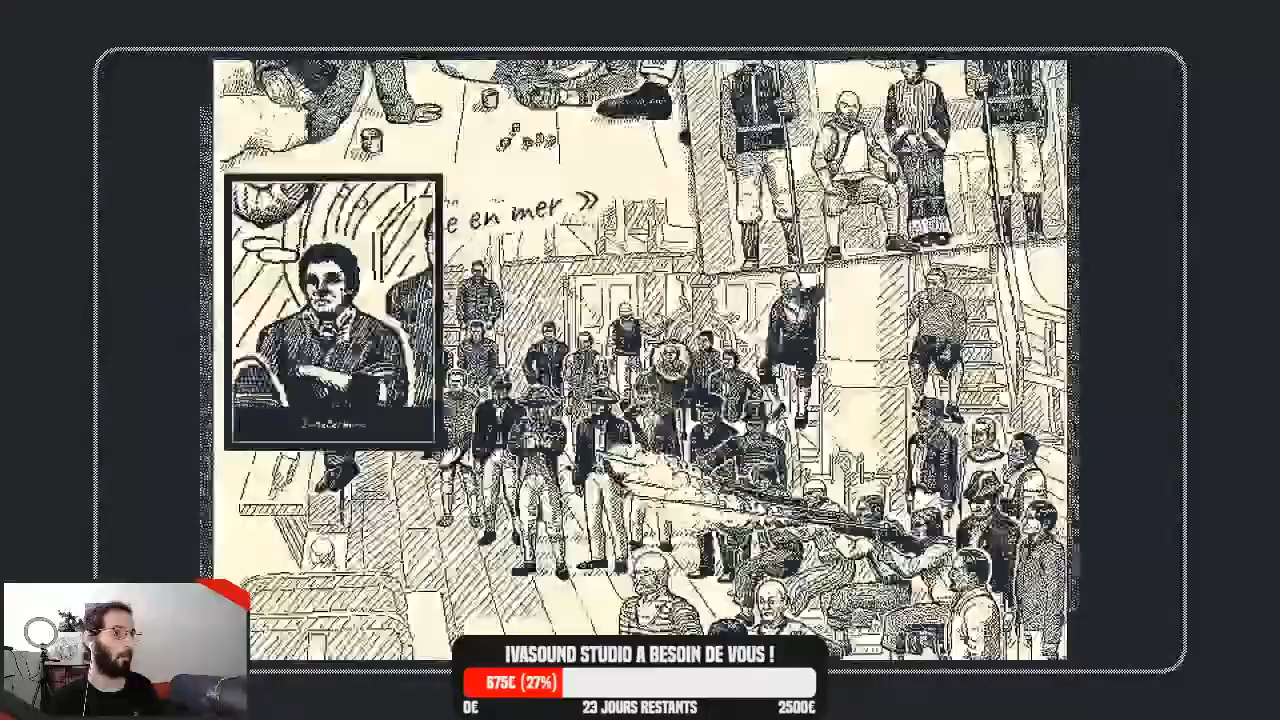 e en mer »
IVASOUND STUDIO A BESOIN DE VOUS !
675€ (27%)
0€ 23 JOURS RESTANTS 2500€